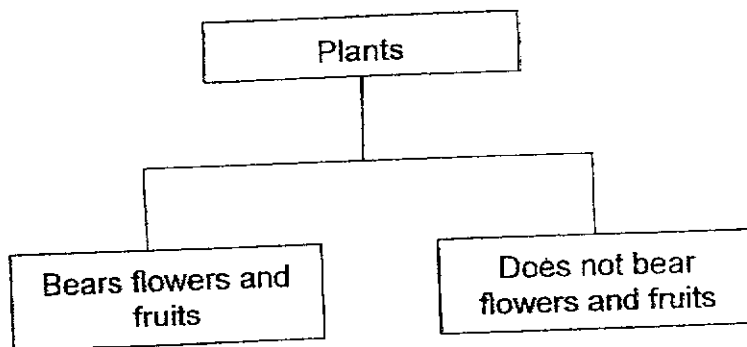 Plants
Bears flowers and
fruits
Does not bear
flowers and fruits